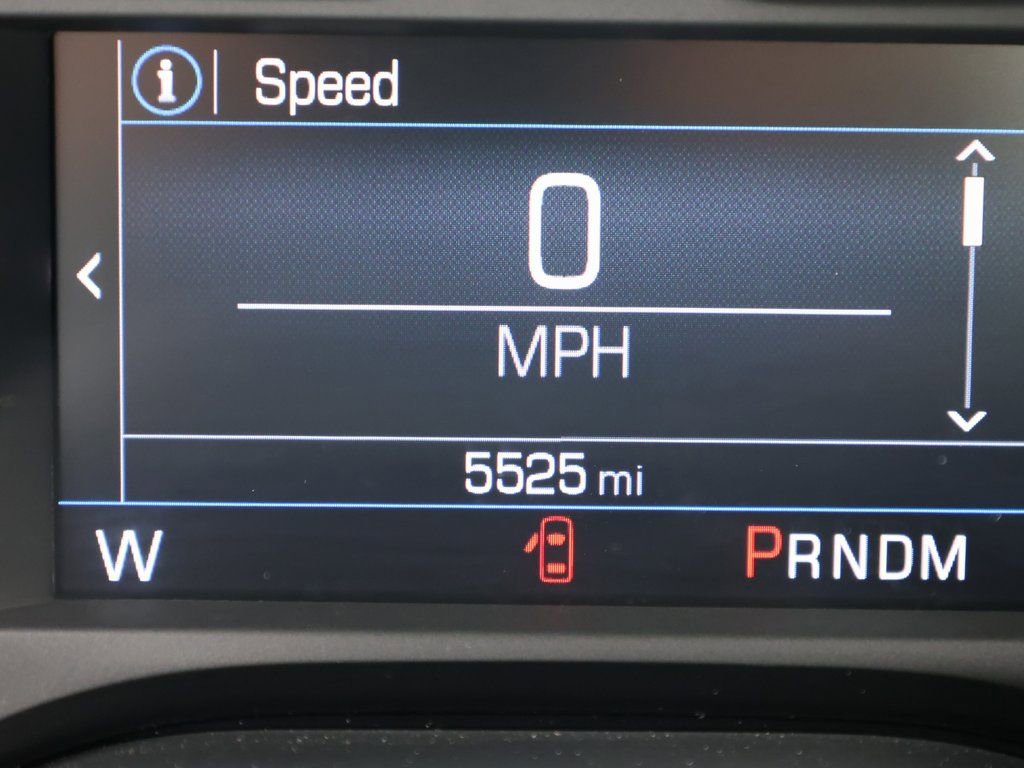 i Speed
0
MPH
5525 mi
W PRNDM